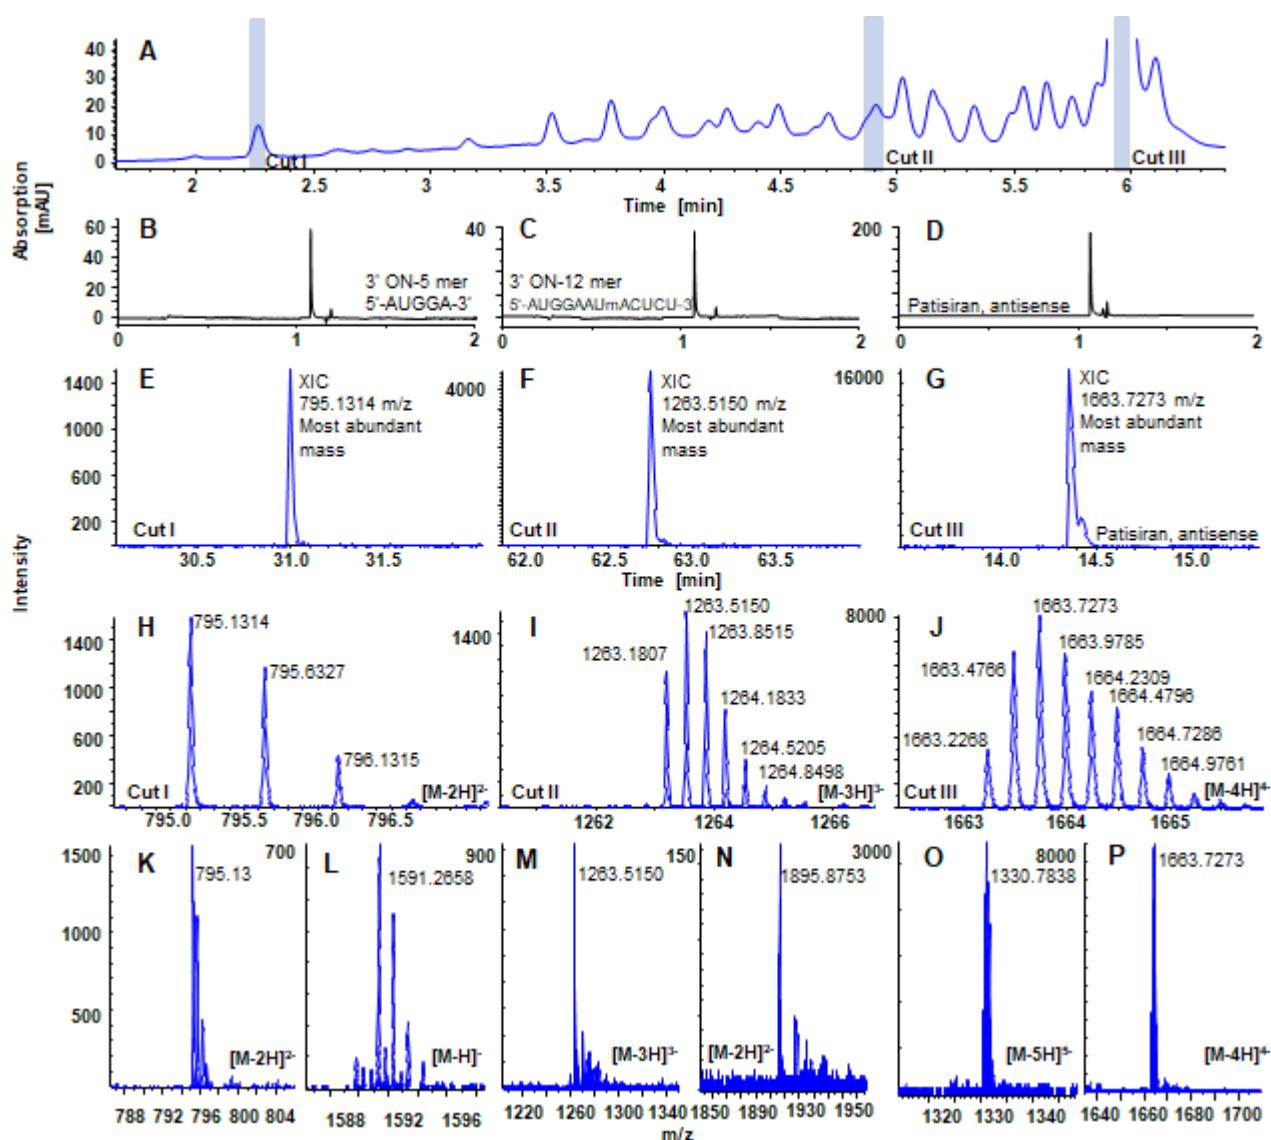 A
40
30
20
10
0
Cut I
Cut II
Cut III
2
2.5
3
3.5
4
4.5
5
5.5
6
Time [min]
Absorption
[mAU]
B
60
40
20
0
3' ON-5 mer
5'-AUGGA-3'
0
1
2
C
40
3' ON-12 mer
5'-AUGGAAUmACUCU-3'
0
1
2
D
200
Patisiran, antisense
0
1
2
Intensity
E
1400
1000
600
200
XIC
795.1314 m/z
Most abundant
mass
Cut I
30.5
31.0
31.5
F
4000
XIC
1263.5150 m/z
Most abundant
mass
Cut II
62.0
62.5
63.0
63.5
Time [min]
G
16000
XIC
1663.7273 m/z
Most abundant
mass
Cut III
Patisiran, antisense
14.0
14.5
15.0
H
1400
1000
600
200
795.1314
795.6327
796.1315
Cut I
[M-2H]²⁻
795.0
795.5
796.0
796.5
I
1400
1263.5150
1263.8515
1263.1807
1264.1833
1264.5205
1264.8498
Cut II
[M-3H]³⁻
1262
1264
1266
J
8000
1663.7273
1663.4766
1663.9785
1664.2309
1664.4796
1663.2268
1664.7286
1664.9761
Cut III
[M-4H]⁴⁻
1663
1664
1665
K
1500
1000
500
795.13
[M-2H]²⁻
788
792
796
800
804
L
700
1591.2658
[M-H]⁻
1588
1592
1596
M
900
1263.5150
[M-3H]³⁻
1220
1260
1300
1340
N
150
1895.8753
[M-2H]²⁻
1850
1890
1930
1950
O
3000
1330.7838
[M-5H]⁵⁻
1320
1330
1340
P
8000
1663.7273
[M-4H]⁴⁻
1640
1660
1680
1700
m/z